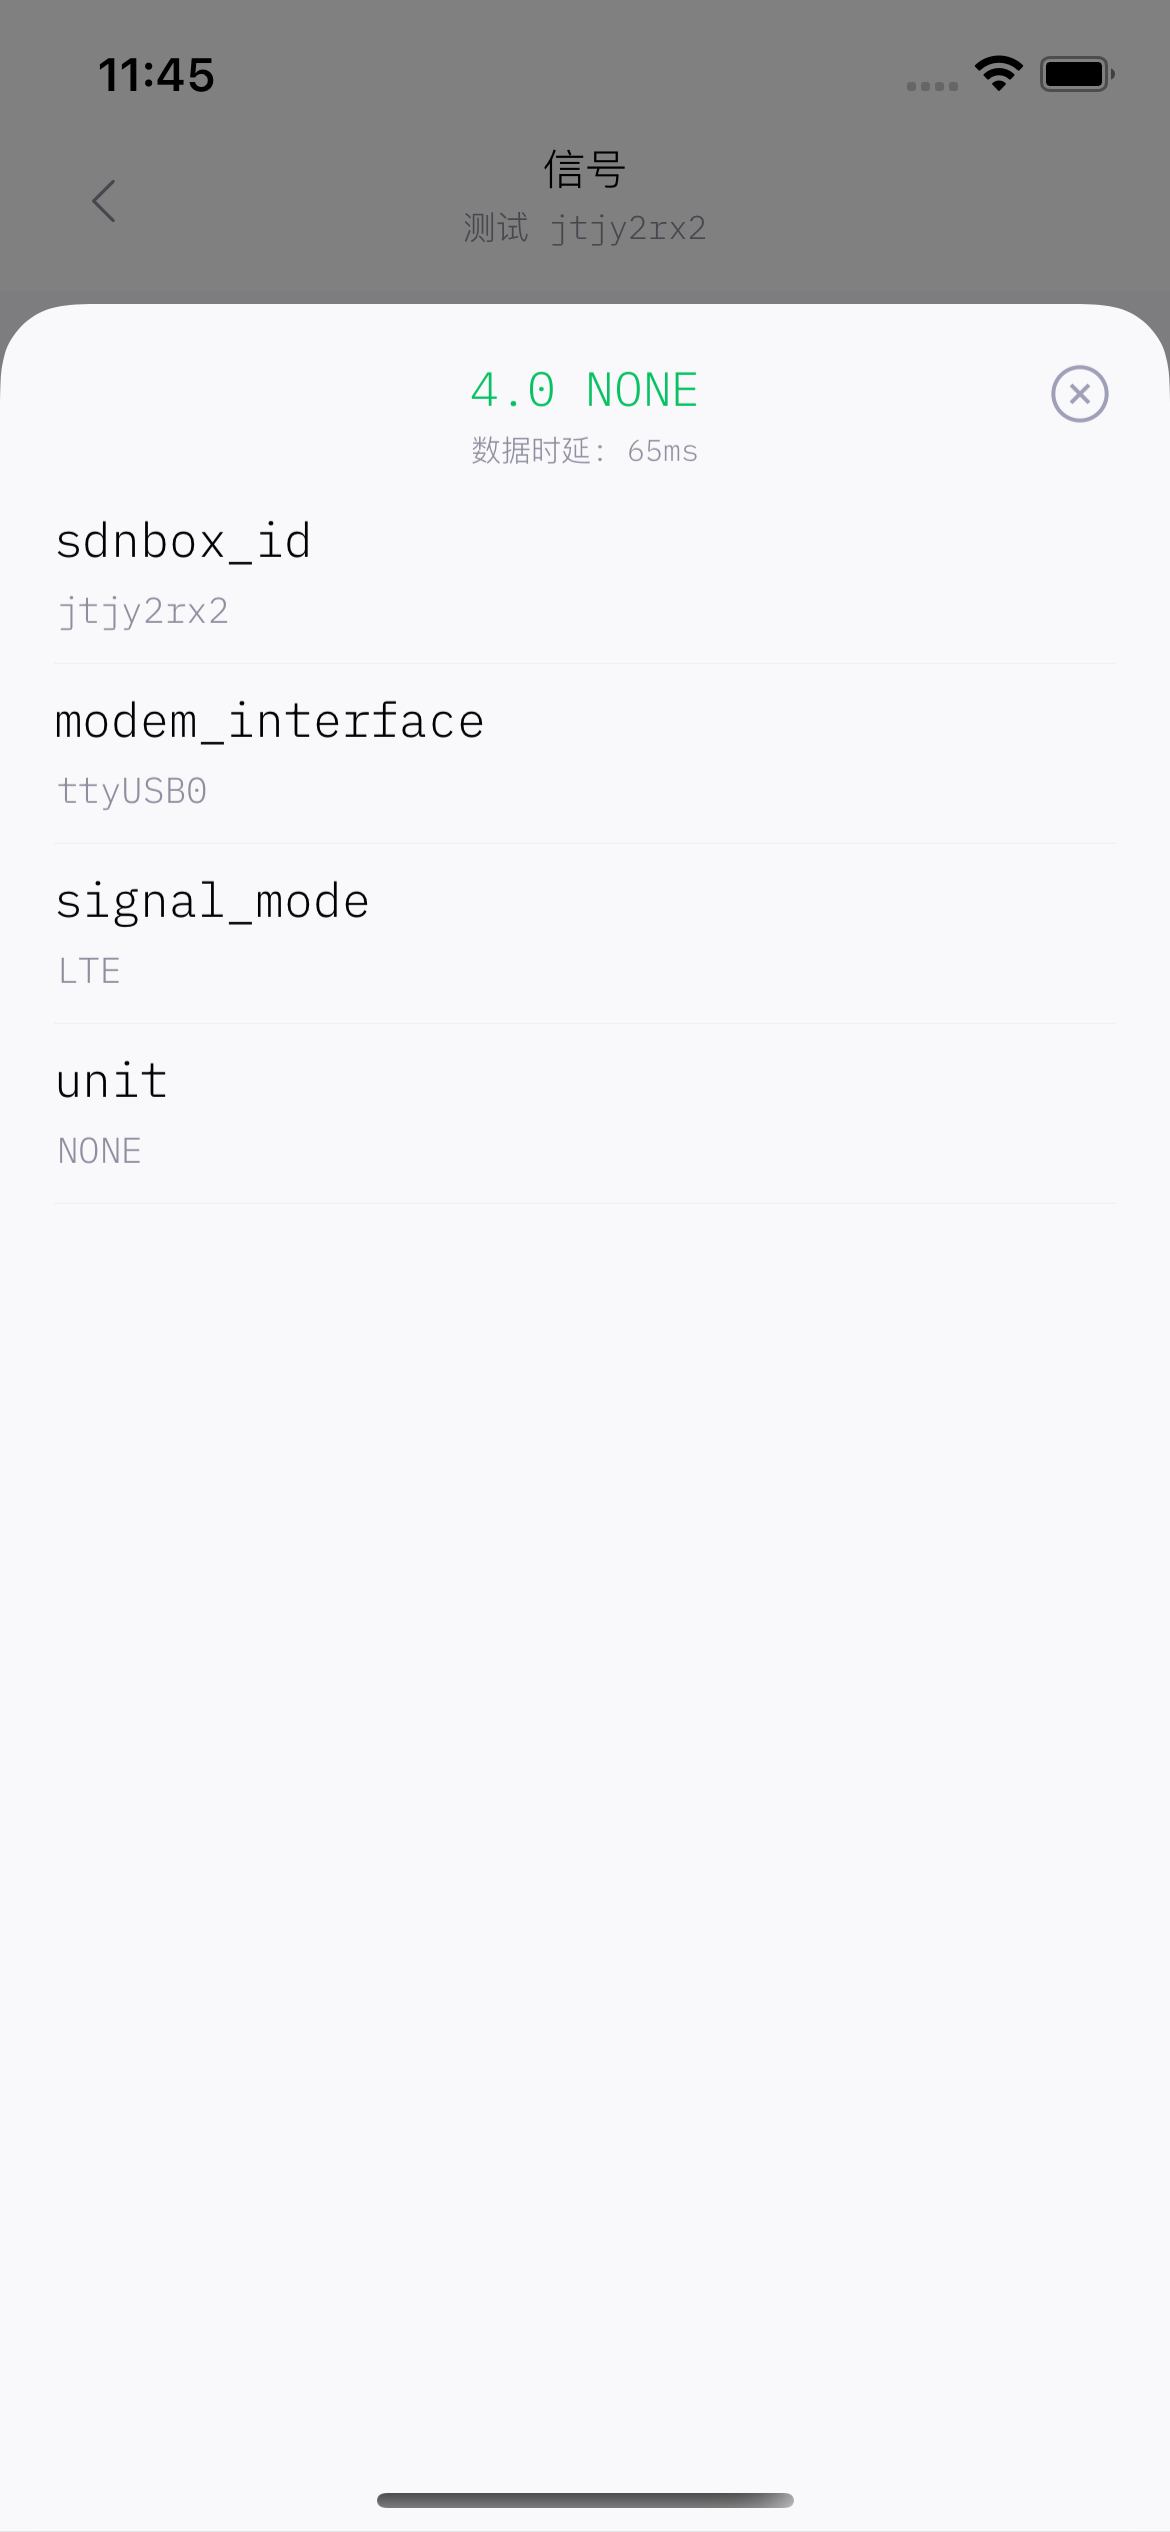 11:45
信号
测试 jtjy2rx2
4.0 NONE
数据时延: 65ms
sdnbox_id
jtjy2rx2
modem_interface
ttyUSB0
signal_mode
LTE
unit
NONE